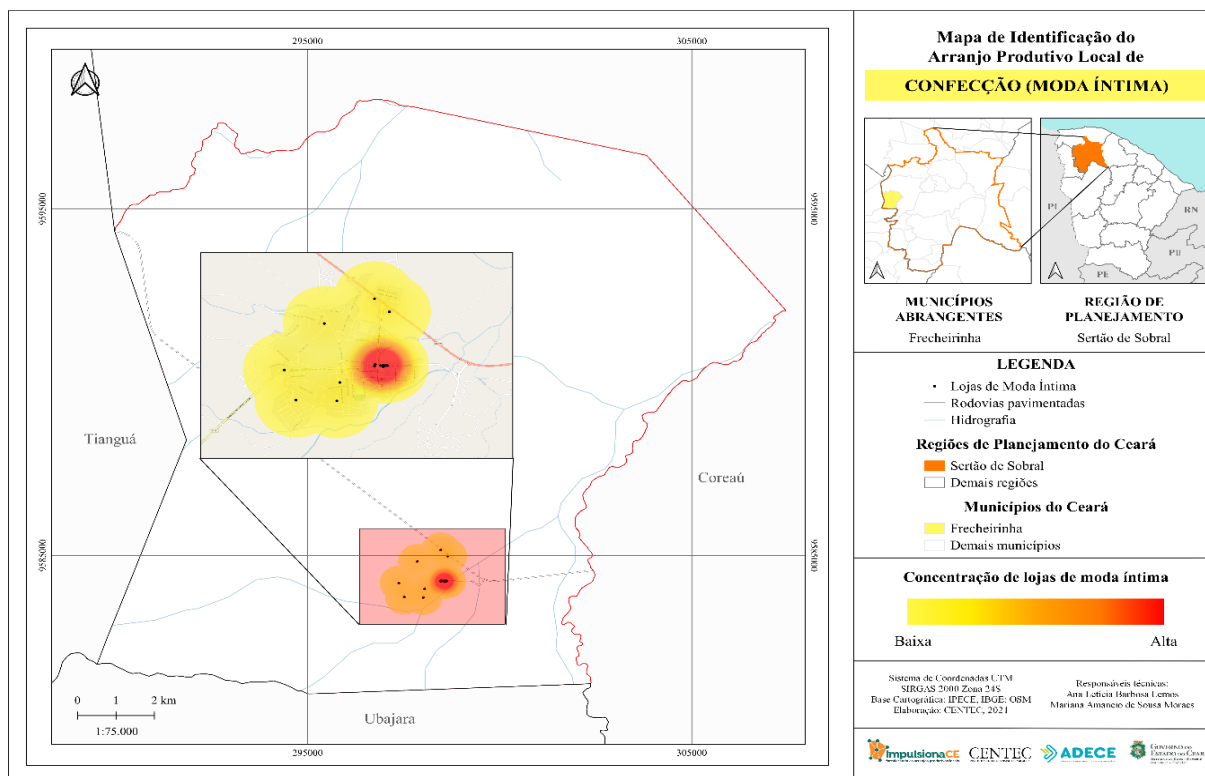 295000
305000
9595000
9595000
Tianguá
Coreaú
9585000
9585000
0 1 2 km
1:75.000
Ubajara
295000
305000
Mapa de Identificação do
Arranjo Produtivo Local de
CONFECÇÃO (MODA ÍNTIMA)
PI
RN
PB
PE
MUNICÍPIOS
ABRANGENTES
Frecheirinha
REGIÃO DE
PLANEJAMENTO
Sertão de Sobral
LEGENDA
Lojas de Moda Íntima
Rodovias pavimentadas
Hidrografia
Regiões de Planejamento do Ceará
Sertão de Sobral
Demais regiões
Municípios do Ceará
Frecheirinha
Demais municípios
Concentração de lojas de moda íntima
Baixa Alta
Sistema de Coordenadas UTM
SIRGAS 2000 Zona 24S
Base Cartográfica: IPECE, IBGE; OSM
Elaboração: CENTEC, 2021
Responsáveis técnicas:
Ana Letícia Barbosa Lemos
Mariana Amancio de Sousa Moraes
ImpulsionaCE
CENTEC
ADECE
GOVERNO DO
ESTADO DO CEARÁ